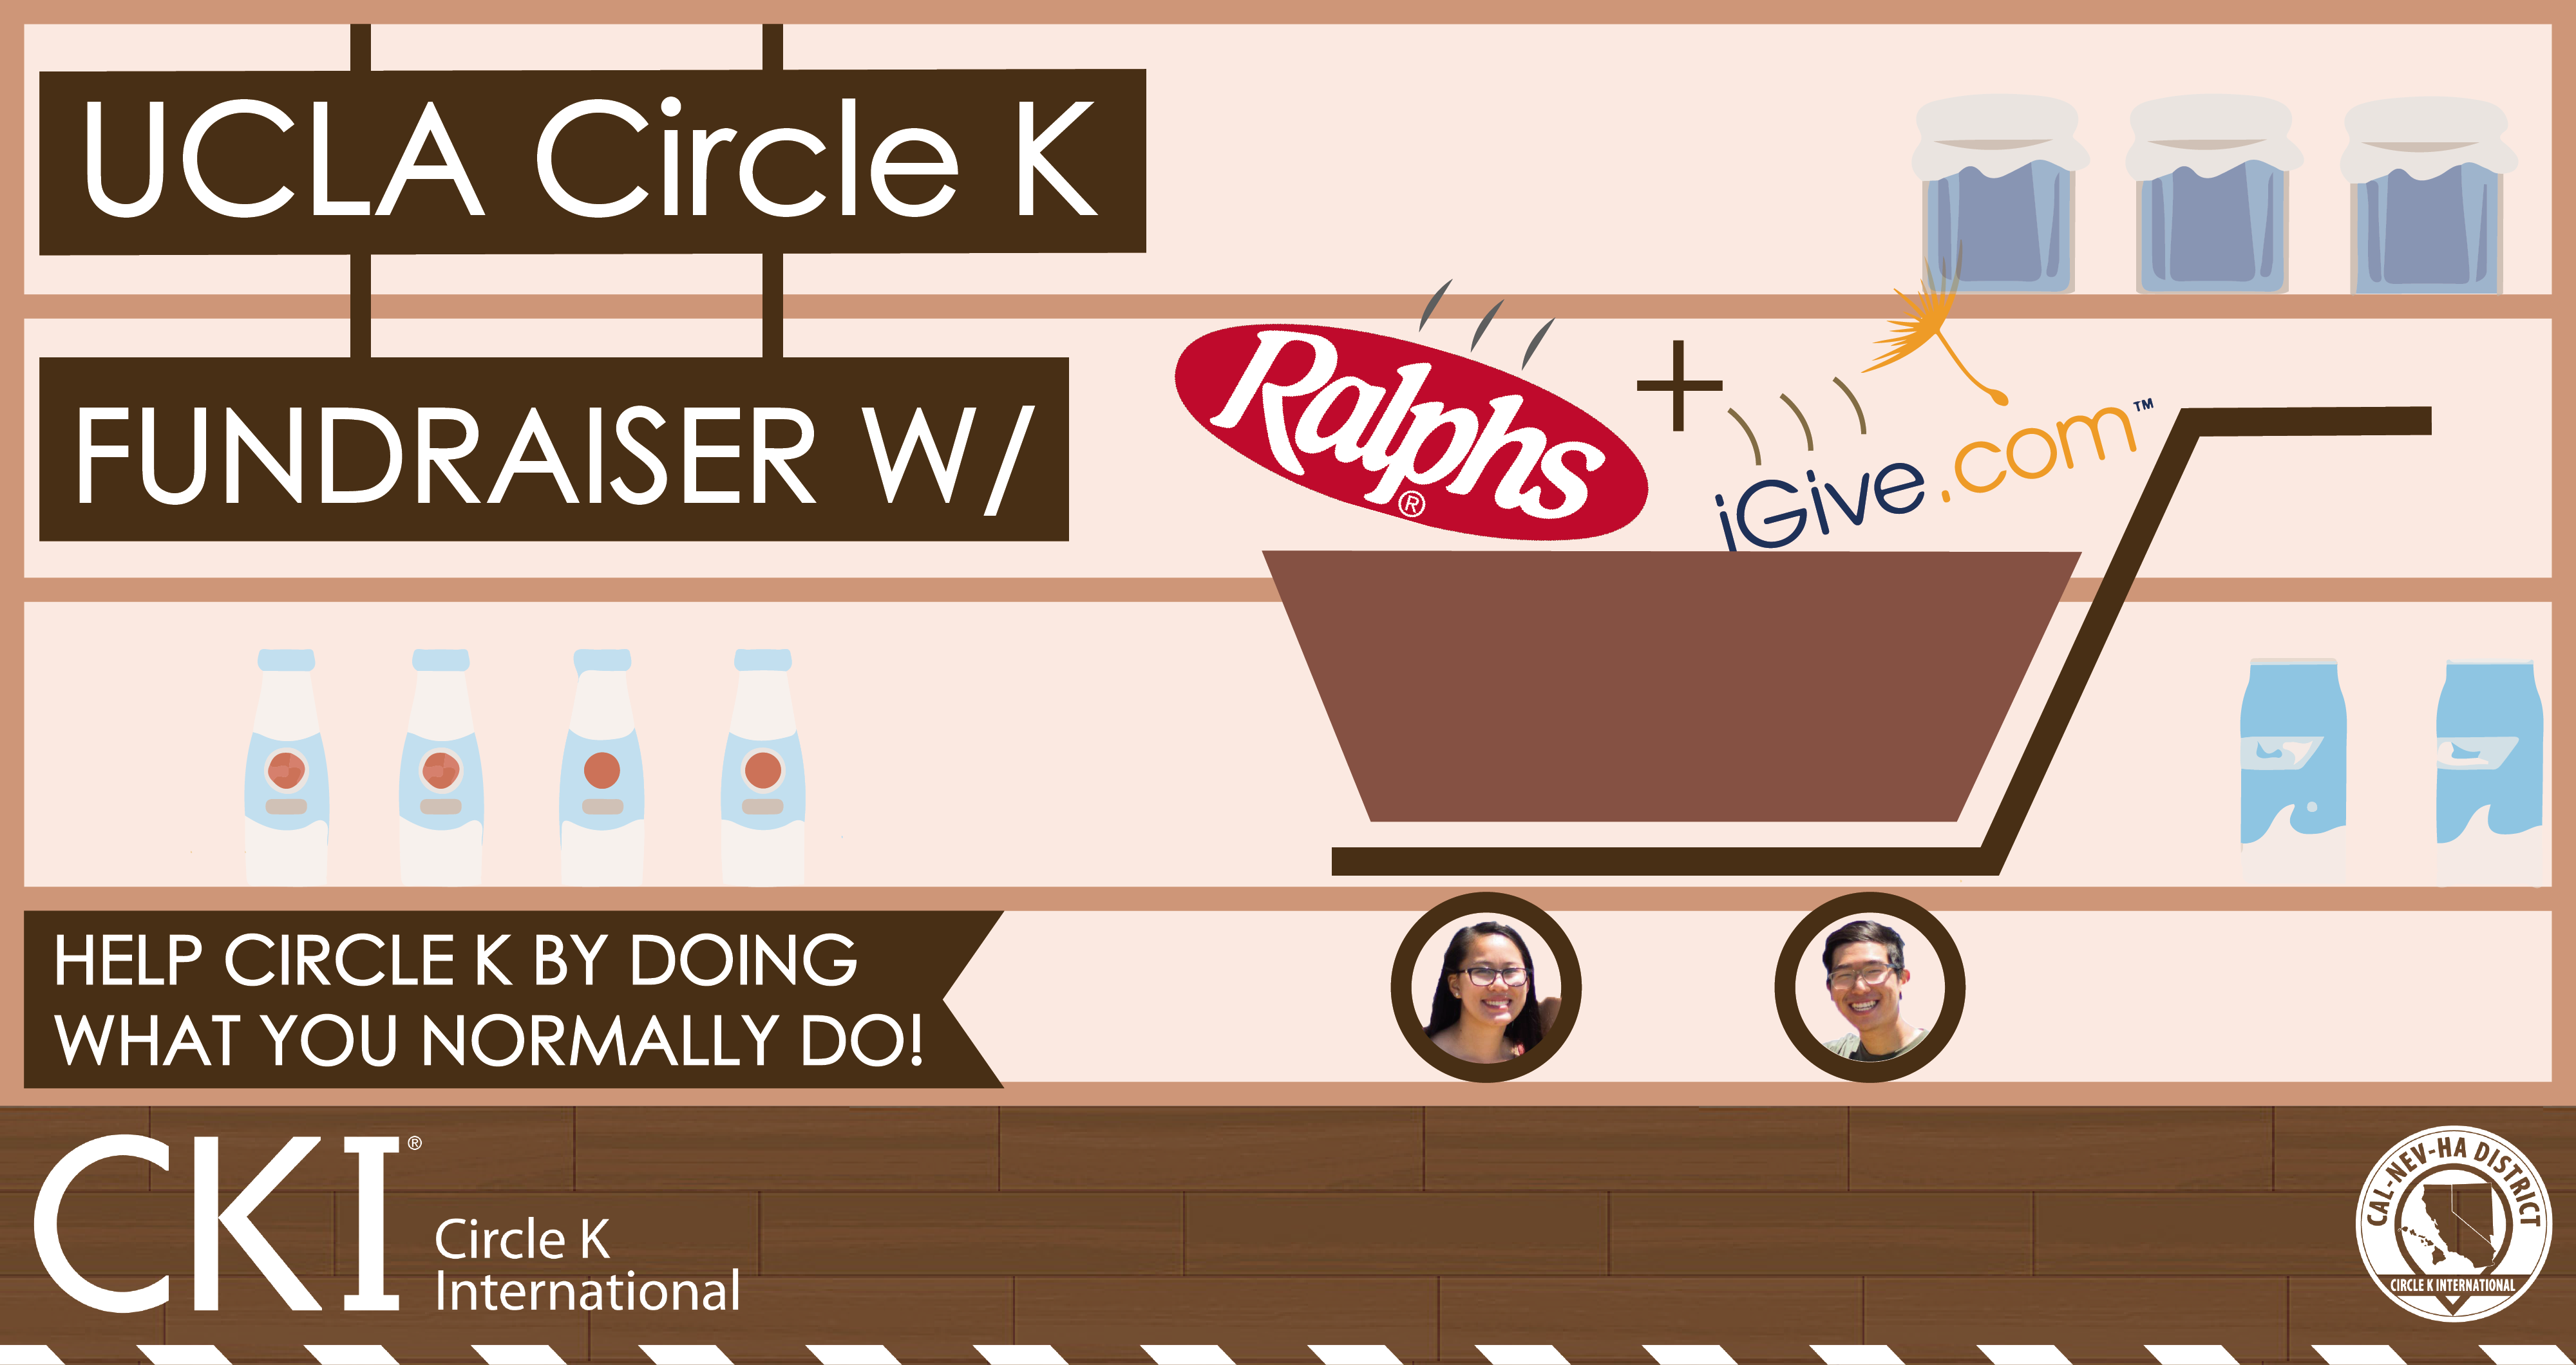 UCLA Circle K
FUNDRAISER W/
Ralphs®
+
iGive.com™
HELP CIRCLE K BY DOING
WHAT YOU NORMALLY DO!
CKI®
Circle K
International
CAL-NEV-HA DISTRICT
CIRCLE K INTERNATIONAL